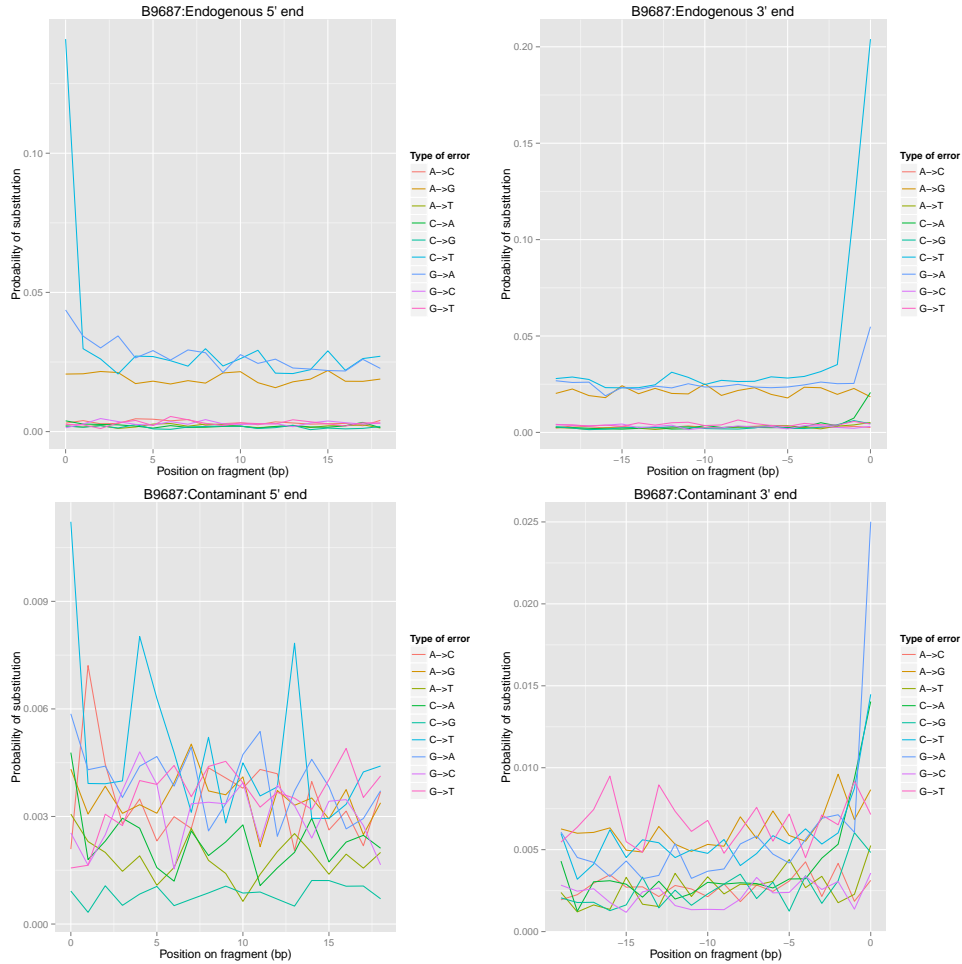 B9687:Endogenous 5' end
Probability of substitution
0.10
0.05
0.00
0
5
10
15
Position on fragment (bp)
Type of error
A->C
A->G
A->T
C->A
C->G
C->T
G->A
G->C
G->T
B9687:Endogenous 3' end
Probability of substitution
0.20
0.15
0.10
0.05
0.00
−15
−10
−5
0
Position on fragment (bp)
Type of error
A->C
A->G
A->T
C->A
C->G
C->T
G->A
G->C
G->T
B9687:Contaminant 5' end
Probability of substitution
0.009
0.006
0.003
0.000
0
5
10
15
Position on fragment (bp)
Type of error
A->C
A->G
A->T
C->A
C->G
C->T
G->A
G->C
G->T
B9687:Contaminant 3' end
Probability of substitution
0.025
0.020
0.015
0.010
0.005
0.000
−15
−10
−5
0
Position on fragment (bp)
Type of error
A->C
A->G
A->T
C->A
C->G
C->T
G->A
G->C
G->T